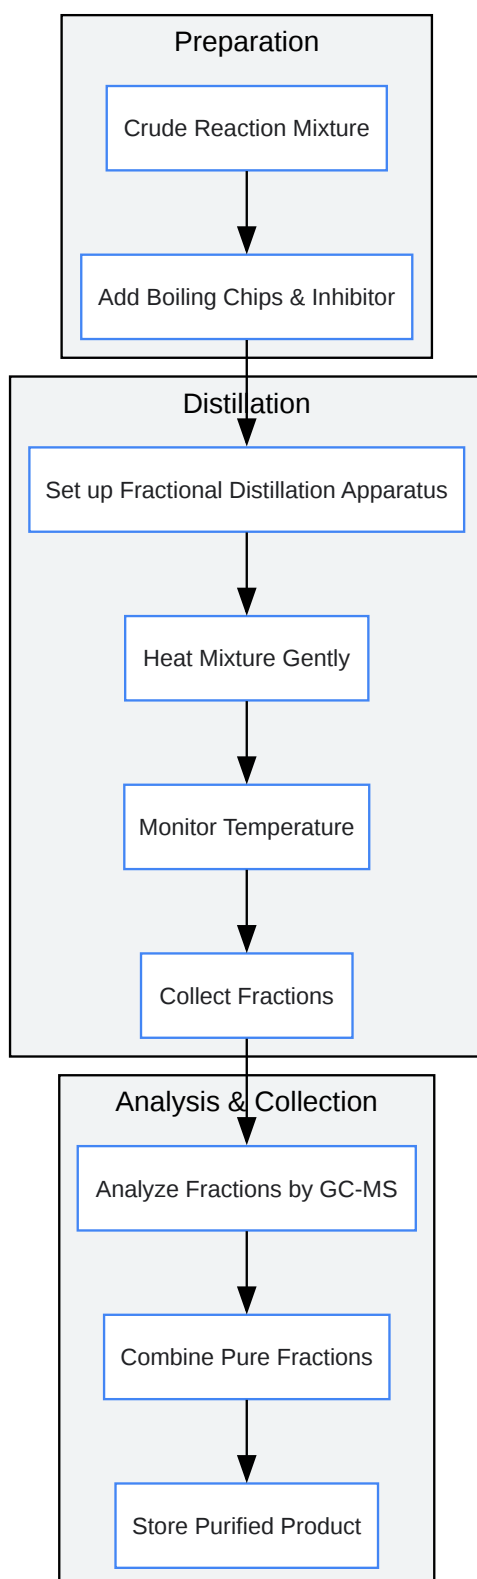 Preparation
Crude Reaction Mixture
Add Boiling Chips & Inhibitor
Distillation
Set up Fractional Distillation Apparatus
Heat Mixture Gently
Monitor Temperature
Collect Fractions
Analysis & Collection
Analyze Fractions by GC-MS
Combine Pure Fractions
Store Purified Product